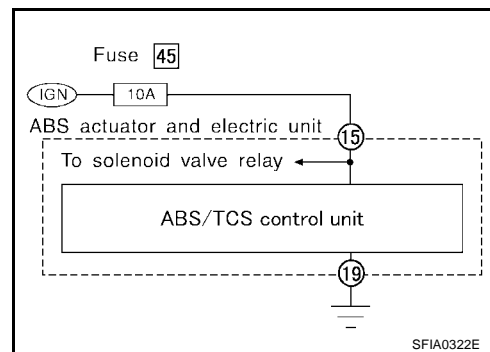 Fuse 45
IGN 10A
ABS actuator and electric unit
15
To solenoid valve relay
ABS/TCS control unit
19
SFIA0322E